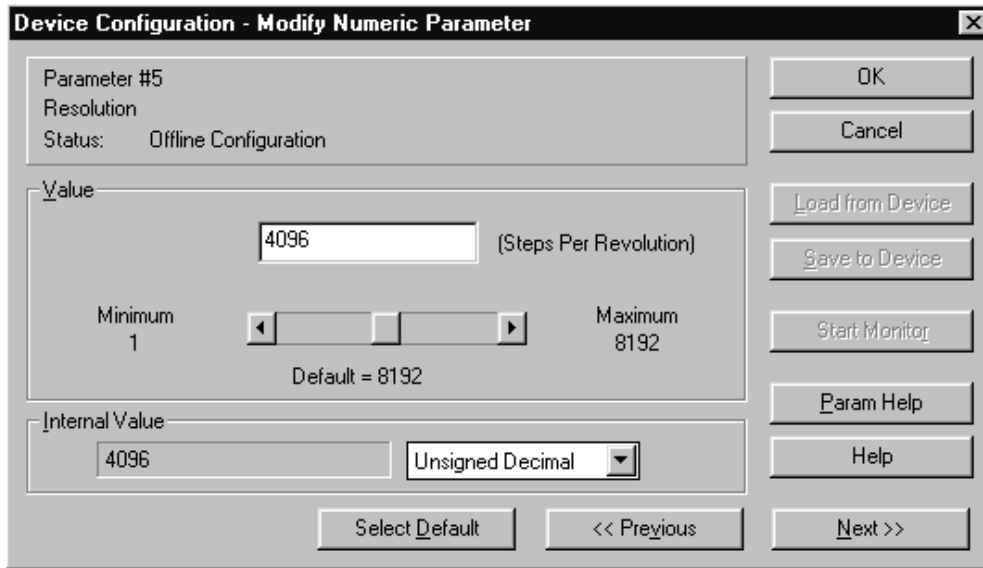 Device Configuration - Modify Numeric Parameter
Parameter #5
Resolution
Status: Offline Configuration
OK
Cancel
Value
4096 (Steps Per Revolution)
Minimum
1
Maximum
8192
Default = 8192
Load from Device
Save to Device
Start Monitor
Internal Value
4096 Unsigned Decimal
Param Help
Help
Select Default
<< Previous
Next >>